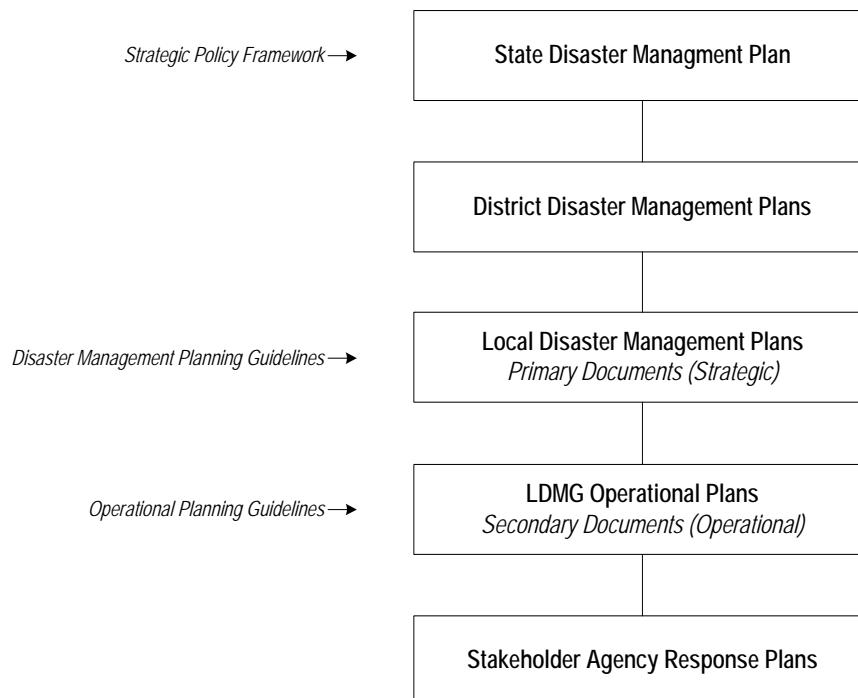 Strategic Policy Framework
State Disaster Managment Plan
District Disaster Management Plans
Disaster Management Planning Guidelines
Local Disaster Management Plans
Primary Documents (Strategic)
Operational Planning Guidelines
LDMG Operational Plans
Secondary Documents (Operational)
Stakeholder Agency Response Plans